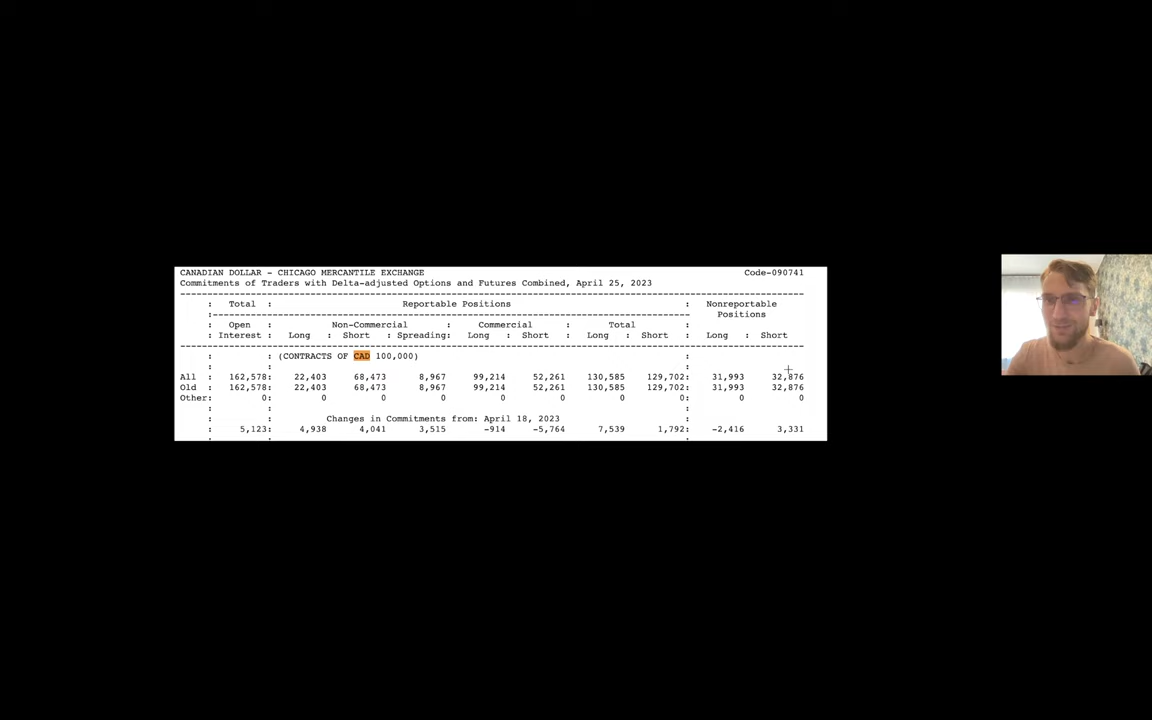 CANADIAN DOLLAR - CHICAGO MERCANTILE EXCHANGE Code-090741
Commitments of Traders with Delta-adjusted Options and Futures Combined, April 25, 2023
: Total : Reportable Positions : Nonreportable
Positions
: Open : Non-Commercial : Commercial : Total :
: Interest : Long : Short : Spreading: Long : Short : Long : Short : Long : Short
: : (CONTRACTS OF CAD 100,000) :
All : 162,578: 22,403 68,473 8,967 99,214 52,261 130,585 129,702: 31,993 32,876
Old : 162,578: 22,403 68,473 8,967 99,214 52,261 130,585 129,702: 31,993 32,876
Other: 0: 0 0 0 0 0 0 0: 0 0
: : Changes in Commitments from: April 18, 2023 :
: 5,123: 4,938 4,041 3,515 -914 -5,764 7,539 1,792: -2,416 3,331